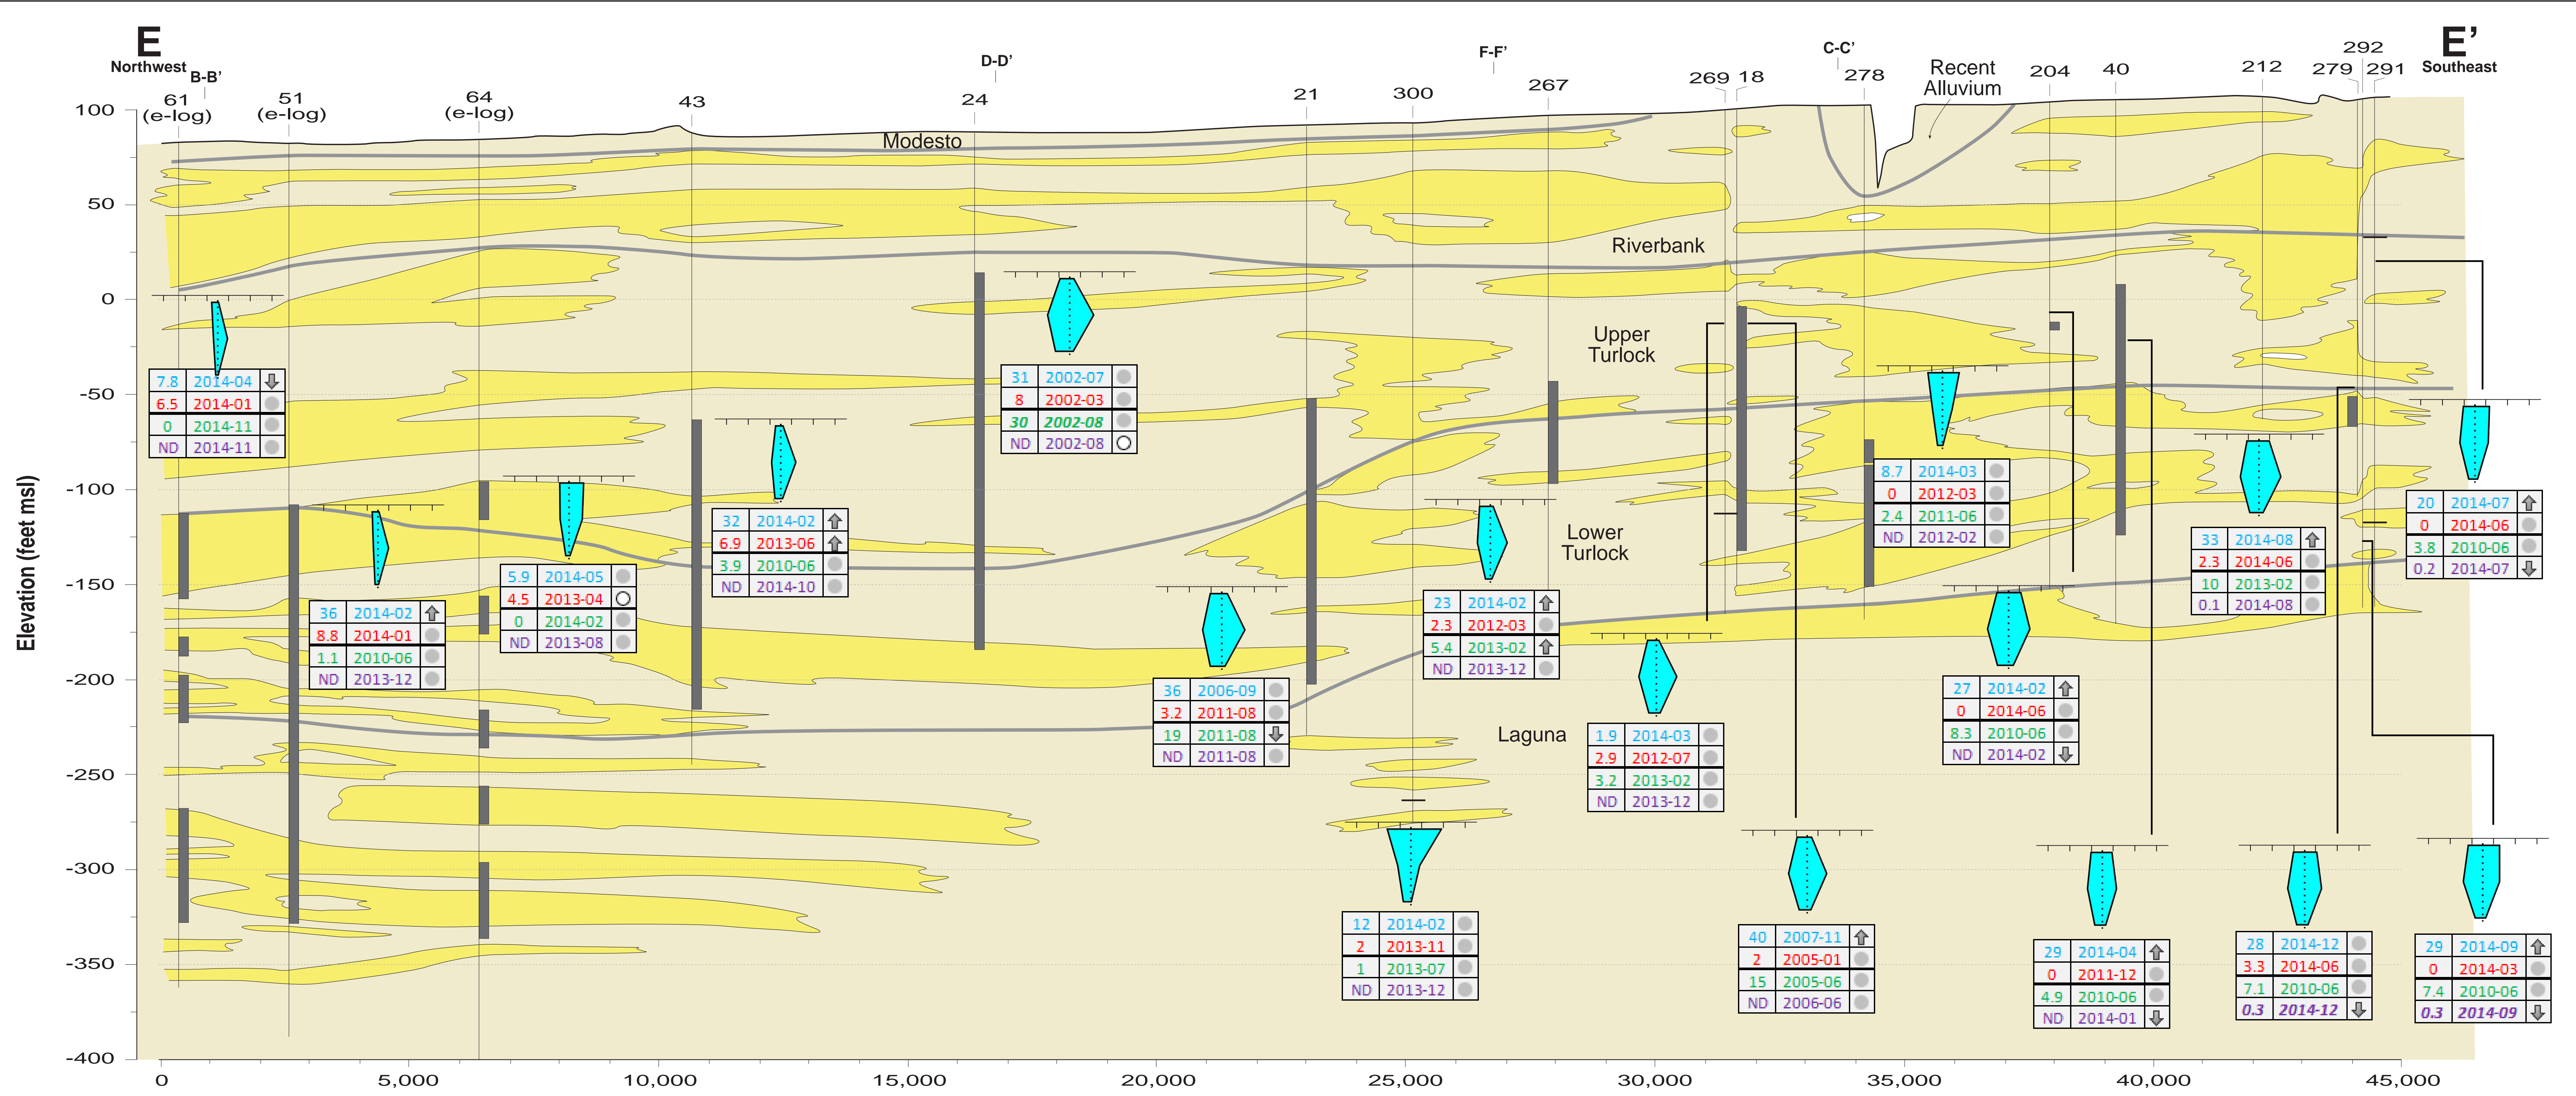 E
E’
Northwest
Southeast
B-B’
D-D’
F-F’
C-C’
61
(e-log)
51
(e-log)
64
(e-log)
43
24
21
300
267
269
18
278
Recent
Alluvium
204
40
212
279
292
291
Elevation (feet msl)
100
50
0
-50
-100
-150
-200
-250
-300
-350
-400
Modesto
Riverbank
Upper
Turlock
Lower
Turlock
Laguna
7.8 2014-04
6.5 2014-01
0 2014-11
ND 2014-11
36 2014-02
8.8 2014-01
1.1 2010-06
ND 2013-12
5.9 2014-05
4.5 2013-04
0 2014-02
ND 2013-08
32 2014-02
6.9 2013-06
3.9 2010-06
ND 2014-10
31 2002-07
8 2002-03
30 2002-08
ND 2002-08
36 2006-09
3.2 2011-08
19 2011-08
ND 2011-08
12 2014-02
2 2013-11
1 2013-07
ND 2013-12
23 2014-02
2.3 2012-03
5.4 2013-02
ND 2013-12
1.9 2014-03
2.9 2012-07
3.2 2013-02
ND 2013-12
40 2007-11
2 2005-01
15 2005-06
ND 2006-06
8.7 2014-03
0 2012-03
2.4 2011-06
ND 2012-02
27 2014-02
0 2014-06
8.3 2010-06
ND 2014-02
29 2014-04
0 2011-12
4.9 2010-06
ND 2014-01
33 2014-08
2.3 2014-06
10 2013-02
0.1 2014-08
28 2014-12
3.3 2014-06
7.1 2010-06
0.3 2014-12
20 2014-07
0 2014-06
3.8 2010-06
0.2 2014-07
29 2014-09
0 2014-03
7.4 2010-06
0.3 2014-09
0
5,000
10,000
15,000
20,000
25,000
30,000
35,000
40,000
45,000